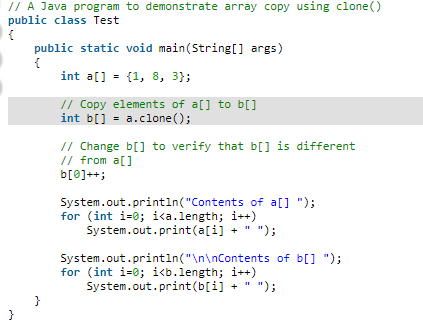 // A Java program to demonstrate array copy using clone()
public class Test
{
    public static void main(String[] args)
    {
        int a[] = {1, 8, 3};

        // Copy elements of a[] to b[]
        int b[] = a.clone();

        // Change b[] to verify that b[] is different
        // from a[]
        b[0]++;

        System.out.println("Contents of a[] ");
        for (int i=0; i<a.length; i++)
            System.out.print(a[i] + " ");

        System.out.println("\n\nContents of b[] ");
        for (int i=0; i<b.length; i++)
            System.out.print(b[i] + " ");
    }
}